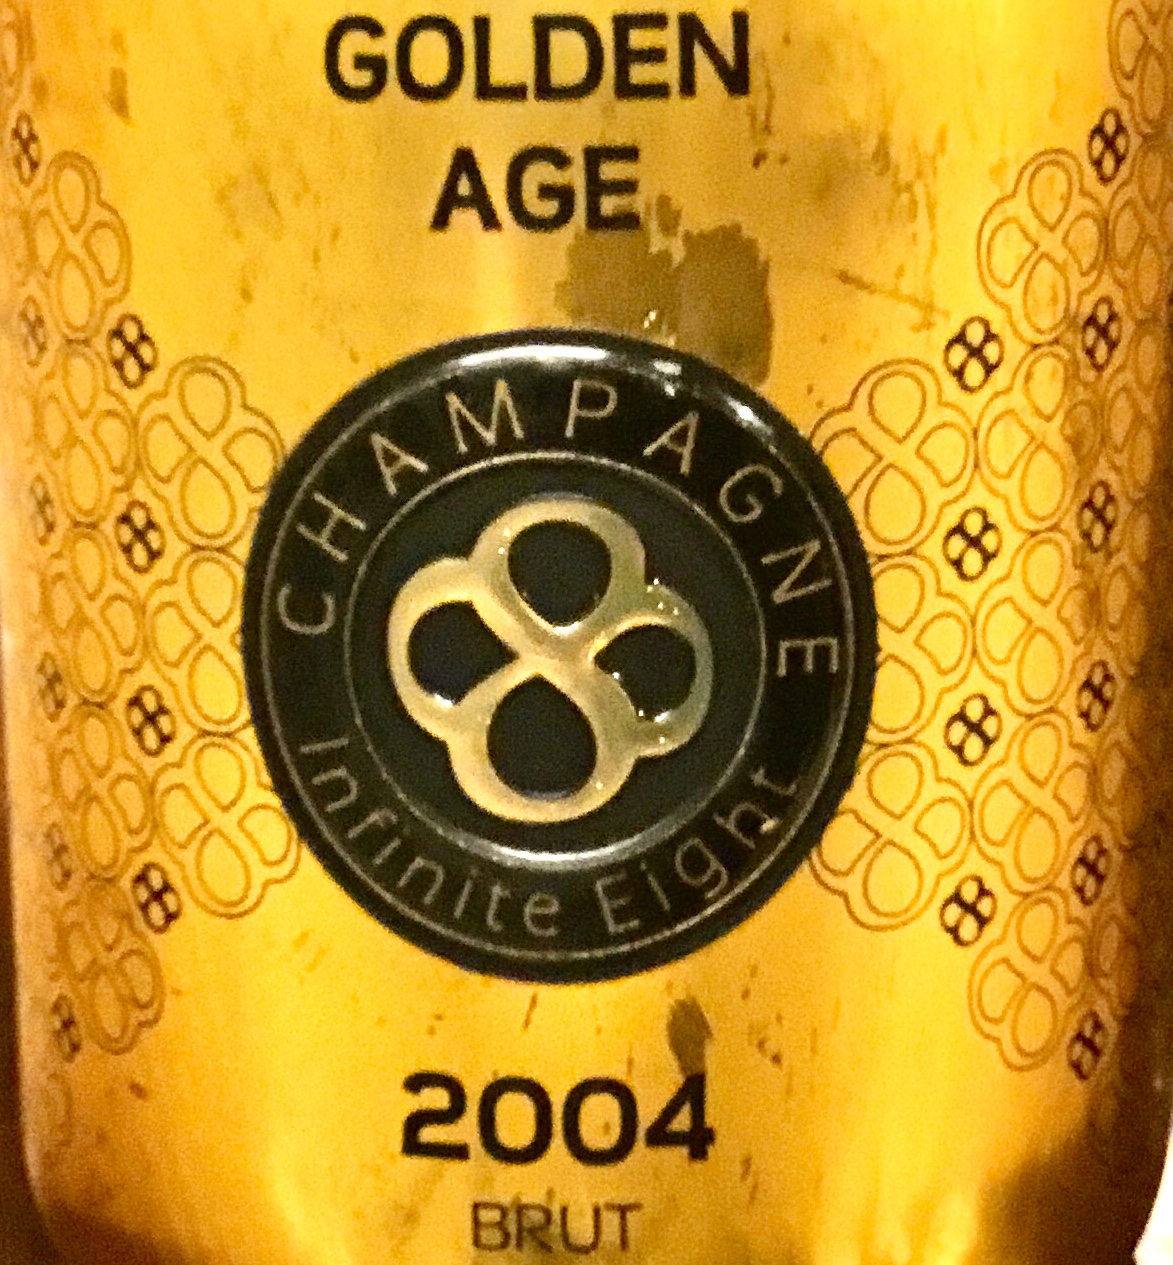 GOLDEN
AGE
CHAMPAGNE
Infinite Eight
2004
BRUT